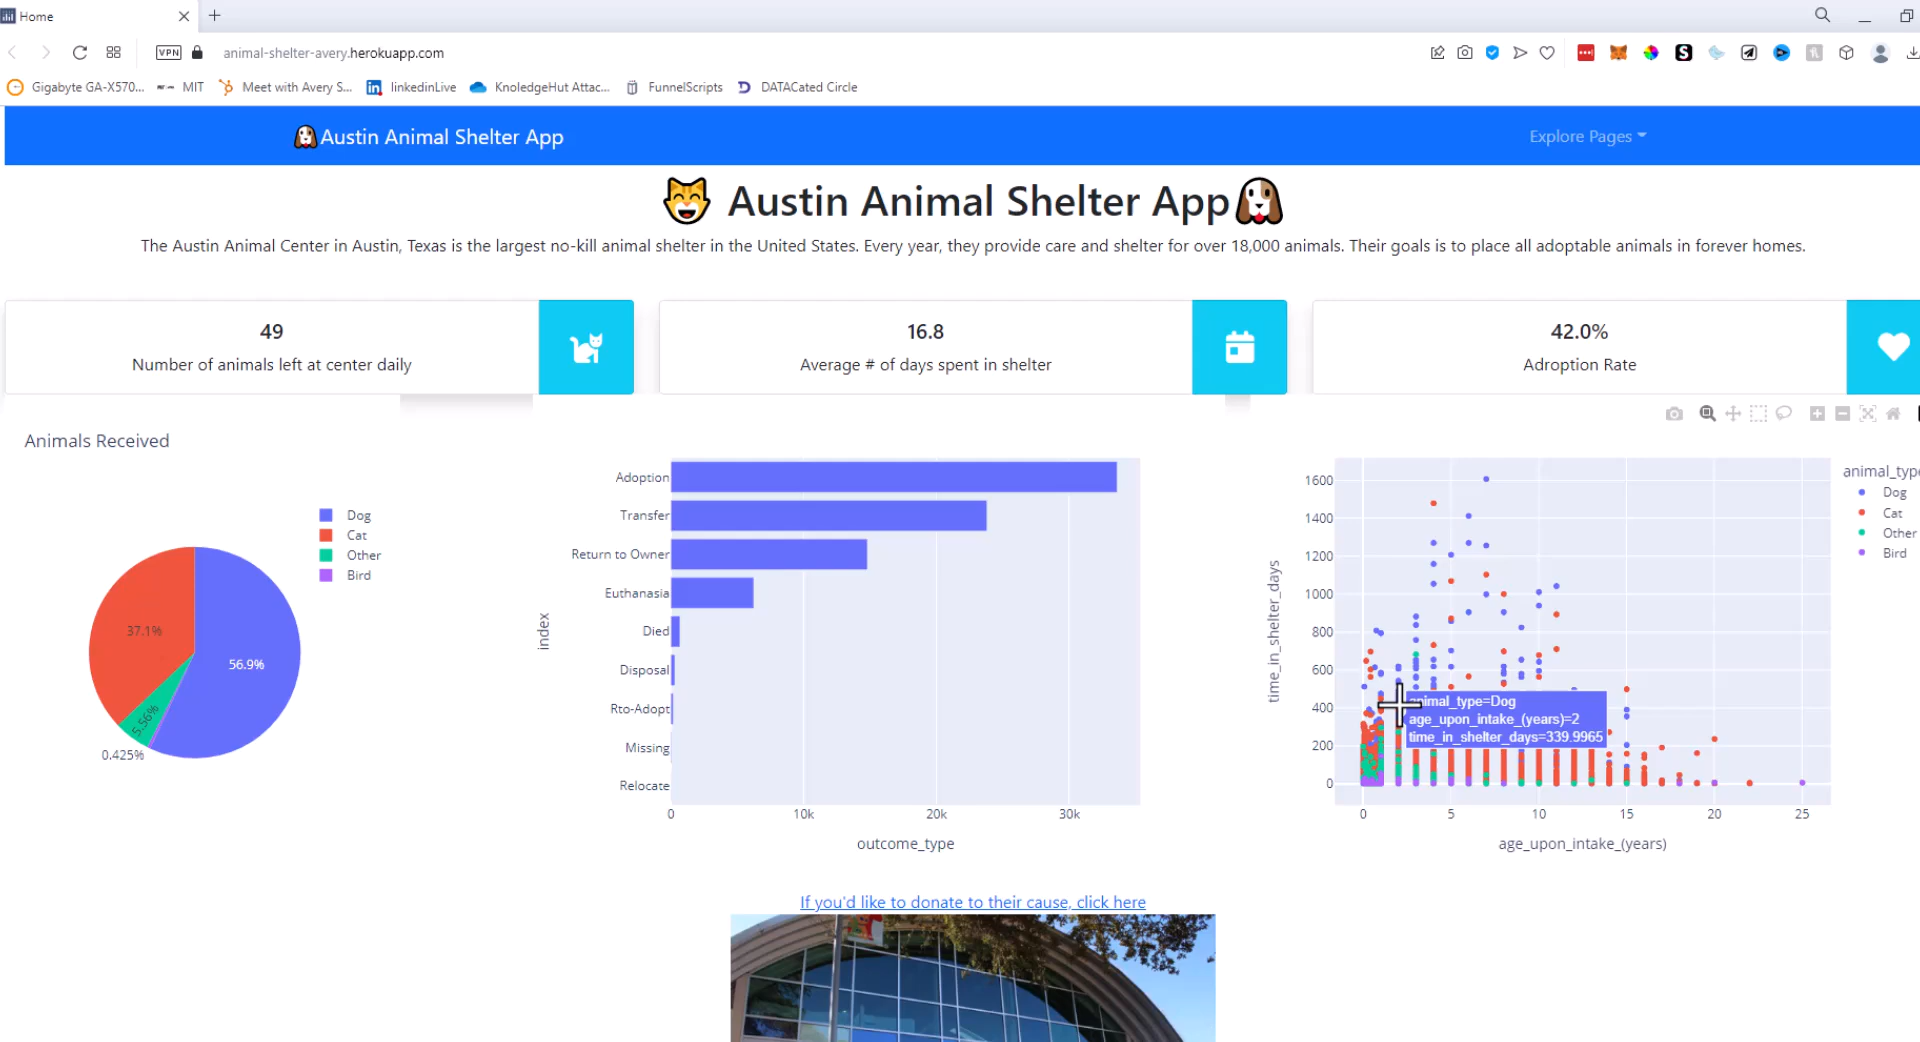 Home
VPN
animal-shelter-avery.herokuapp.com
Gigabyte GA-X570...
MIT
Meet with Avery S...
linkedinLive
KnoledgeHut Attac...
FunnelScripts
DATACated Circle
Austin Animal Shelter App
Explore Pages
Austin Animal Shelter App
The Austin Animal Center in Austin, Texas is the largest no-kill animal shelter in the United States. Every year, they provide care and shelter for over 18,000 animals. Their goals is to place all adoptable animals in forever homes.
49
Number of animals left at center daily
16.8
Average # of days spent in shelter
42.0%
Adroption Rate
Animals Received
Dog
Cat
Other
Bird
37.1%
56.9%
5.56%
0.425%
index
Adoption
Transfer
Return to Owner
Euthanasia
Died
Disposal
Rto-Adopt
Missing
Relocate
0
10k
20k
30k
outcome_type
time_in_shelter_days
1600
1400
1200
1000
800
600
400
200
0
0
5
10
15
20
25
age_upon_intake_(years)
animal_type
Dog
Cat
Other
Bird
animal_type=Dog
age_upon_intake_(years)=2
time_in_shelter_days=339.9965
If you'd like to donate to their cause, click here